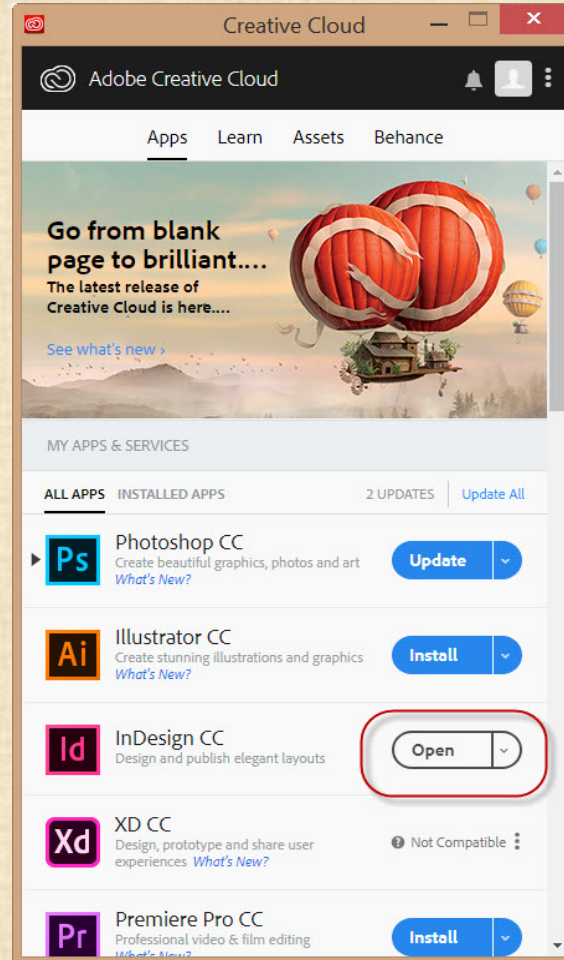 Creative Cloud
Adobe Creative Cloud
Apps Learn Assets Behance
Go from blank
page to brilliant....
The latest release of
Creative Cloud is here....
See what's new ›
MY APPS & SERVICES
ALL APPS INSTALLED APPS 2 UPDATES Update All
Ps
Photoshop CC
Create beautiful graphics, photos and art
What's New?
Update
Ai
Illustrator CC
Create stunning illustrations and graphics
What's New?
Install
Id
InDesign CC
Design and publish elegant layouts
Open
Xd
XD CC
Design, prototype and share user
experiences What's New?
Not Compatible
Pr
Premiere Pro CC
Professional video & film editing
What's New?
Install